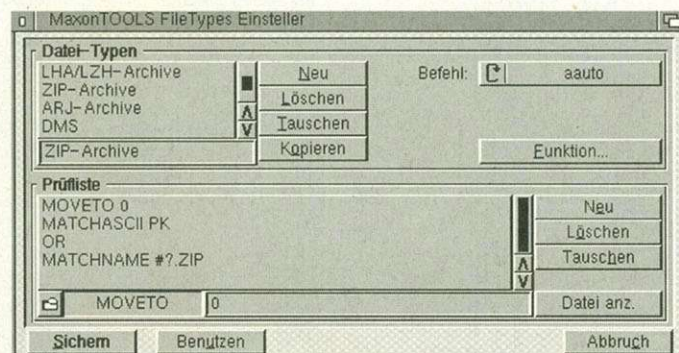 MaxonTOOLS FileTypes Einsteller
Datei-Typen
LHA/LZH-Archive
ZIP-Archive
ARJ-Archive
DMS
ZIP-Archive
Neu
Löschen
Tauschen
Kopieren
Befehl: aauto
Funktion...
Prüfliste
MOVETO 0
MATCHASCII PK
OR
MATCHNAME #?.ZIP
MOVETO 0
Neu
Löschen
Tauschen
Datei anz.
Sichern Benutzen Abbruch